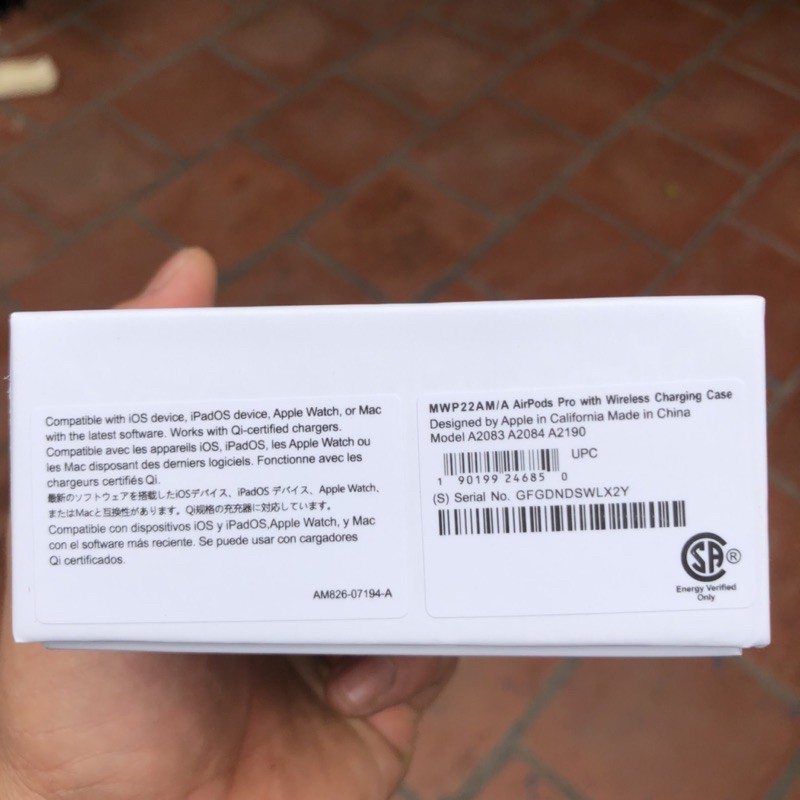 Compatible with iOS device, iPadOS device, Apple Watch, or Mac
with the latest software. Works with Qi-certified chargers.
Compatible avec les appareils iOS, iPadOS, les Apple Watch ou
les Mac disposant des derniers logiciels. Fonctionne avec les
chargeurs certifiés Qi.
最新のソフトウェアを搭載したiOSデバイス、iPadOS デバイス、Apple Watch、
またはMacと互換性があります。Qi規格の充充器に対応しています。
Compatible con dispositivos iOS y iPadOS,Apple Watch, y Mac
con el software más reciente. Se puede usar con cargadores
Qi certificados.
AM826-07194-A
MWP22AM/A AirPods Pro with Wireless Charging Case
Designed by Apple in California Made in China
Model A2083 A2084 A2190
UPC
1 90199 24685 0
(S) Serial No. GFGDNDSWLX2Y
SA ®
Energy Verified
Only